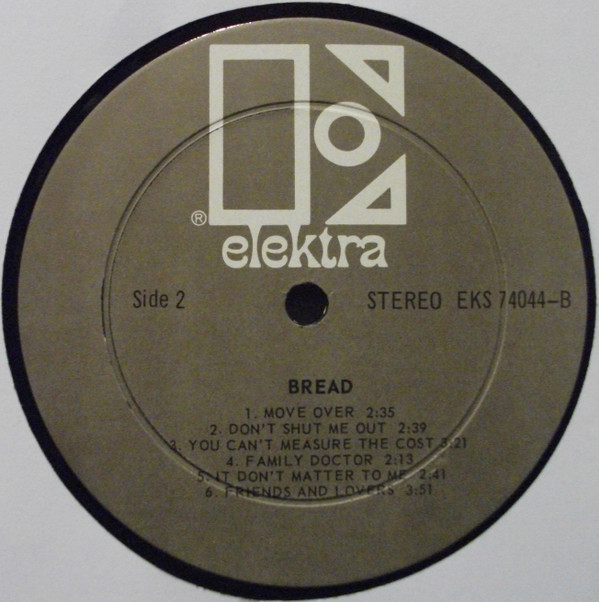 ®
elektra
Side 2 STEREO EKS 74044-B
BREAD
1. MOVE OVER 2:35
2. DON'T SHUT ME OUT 2:39
3. YOU CAN'T MEASURE THE COST 3:21
4. FAMILY DOCTOR 2:13
5. IT DON'T MATTER TO ME 2:41
6. FRIENDS AND LOVERS 3:51